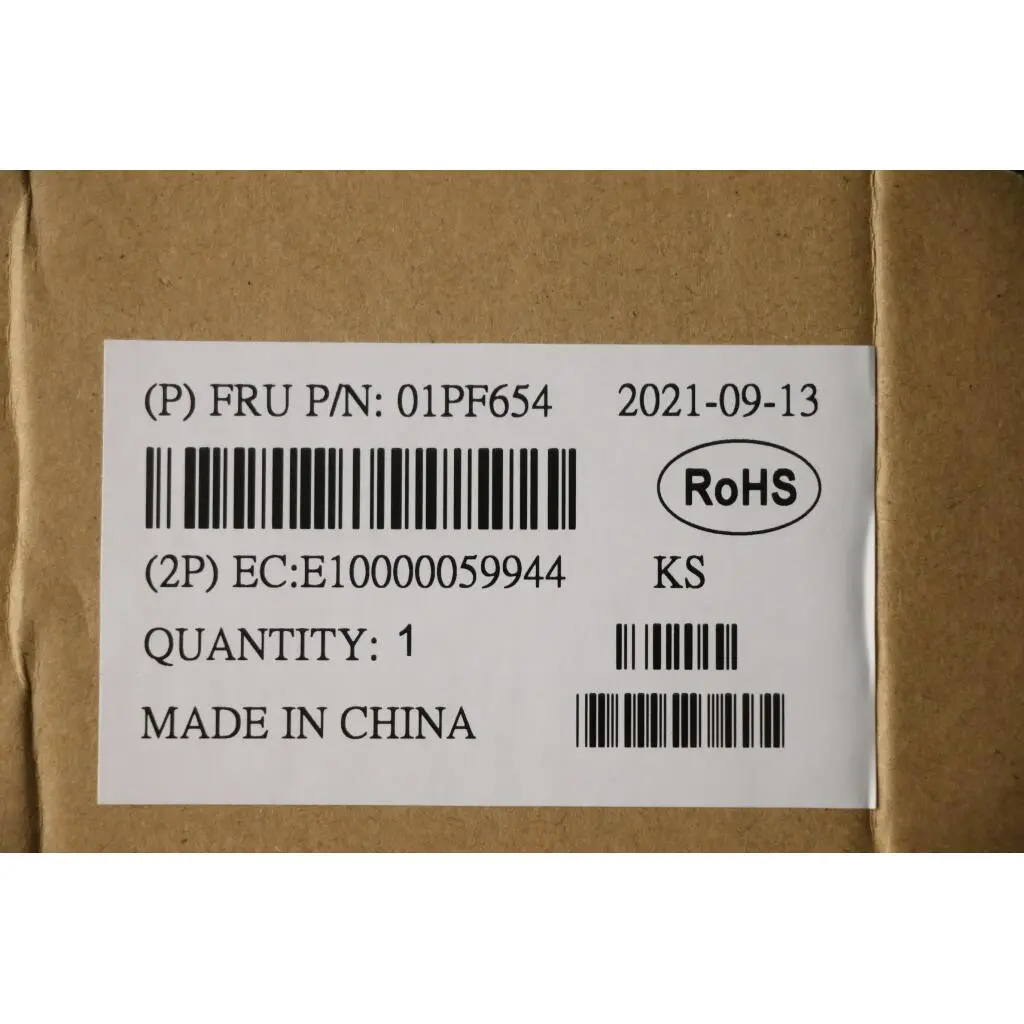 (P) FRU P/N: 01PF654 2021-09-13
RoHS
(2P) EC:E10000059944 KS
QUANTITY: 1
MADE IN CHINA